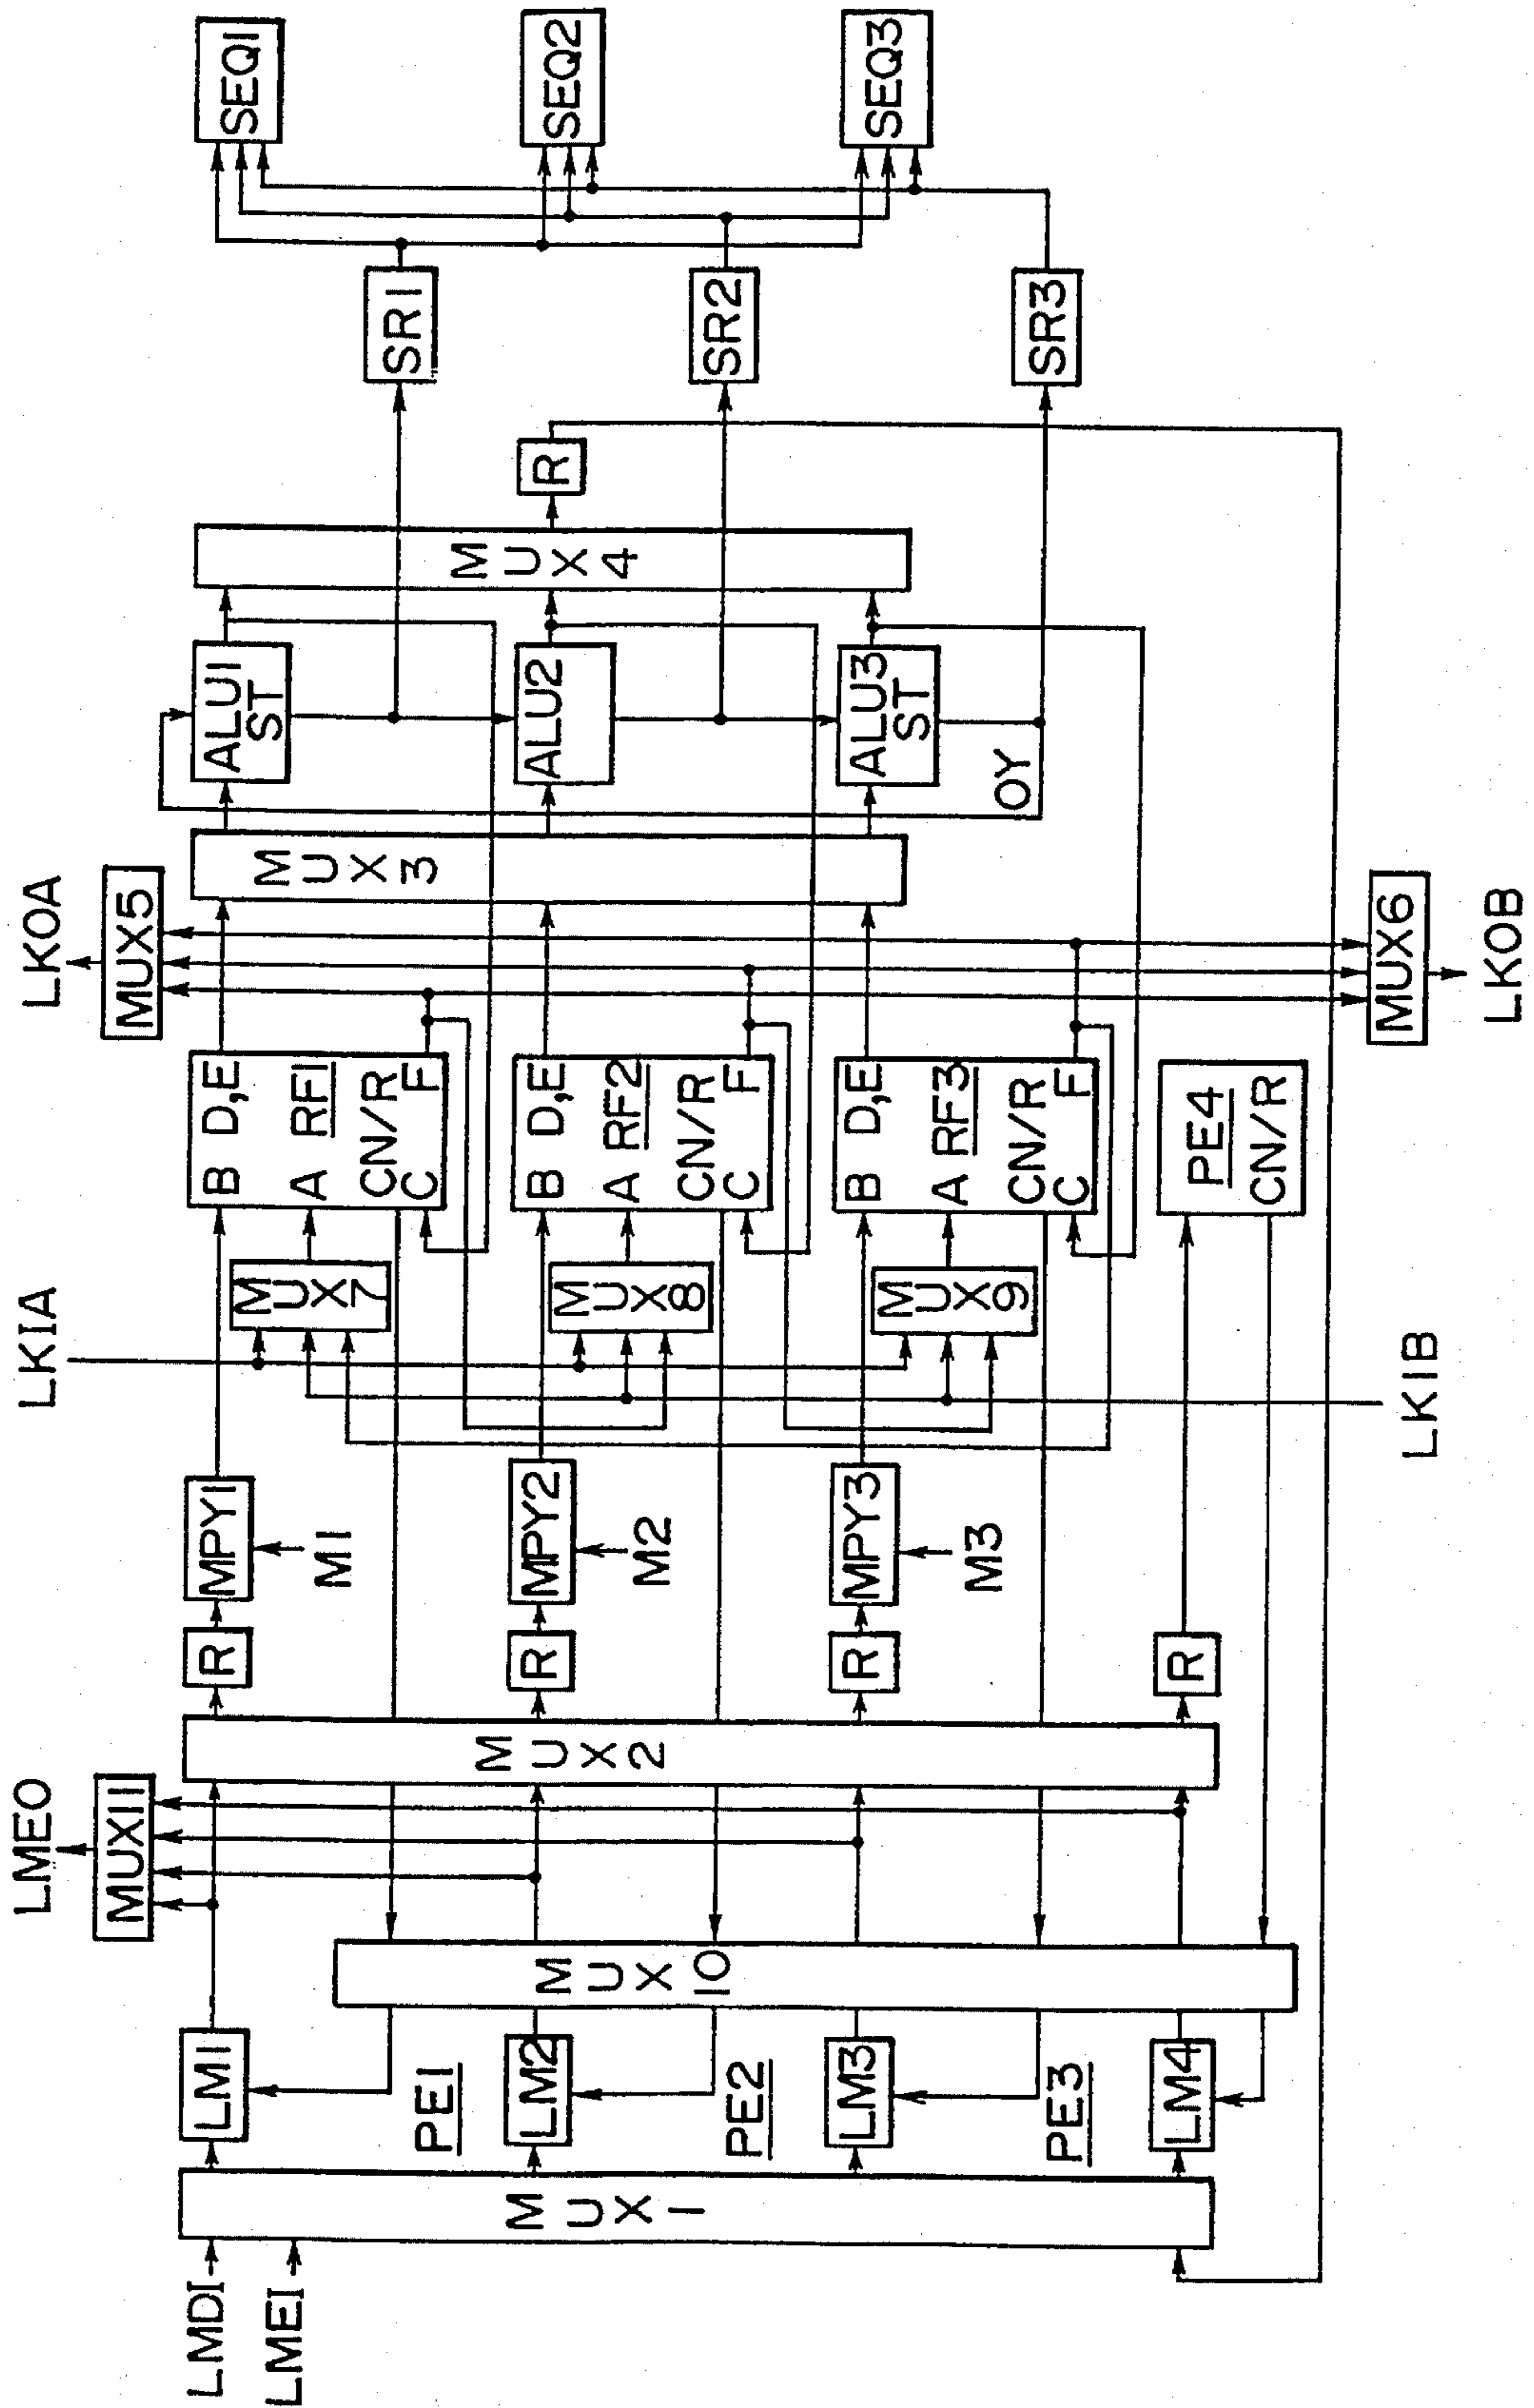 LMDI
LMEI
MUX1
LM1
PE1
LM2
PE2
LM3
PE3
LM4
MUX10
LMEO
MUX11
MUX2
R
R
R
R
MPY1
M1
MPY2
M2
MPY3
M3
LKIA
LKIB
MUX7
MUX8
MUX9
B D,E
A RF1
CN/R
C F
B D,E
A RF2
CN/R
C F
B D,E
A RF3
CN/R
C F
PE4
CN/R
LKOA
MUX5
MUX6
LKOB
MUX3
ALU1
ST
ALU2
ALU3
ST
OY
MUX4
R
SR1
SR2
SR3
SEQ1
SEQ2
SEQ3